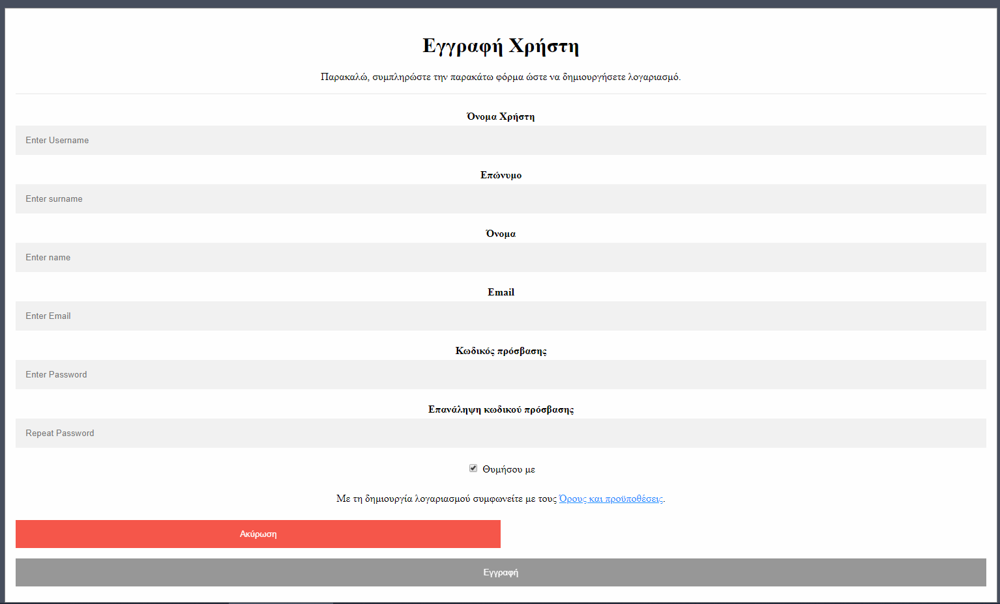 Εγγραφή Χρήστη
Παρακαλώ, συμπληρώστε την παρακάτω φόρμα ώστε να δημιουργήσετε λογαριασμό.
Όνομα Χρήστη
Enter Username
Επώνυμο
Enter surname
Όνομα
Enter name
Email
Enter Email
Κωδικός πρόσβασης
Enter Password
Επανάληψη κωδικού πρόσβασης
Repeat Password
Θυμήσου με
Με τη δημιουργία λογαριασμού συμφωνείτε με τους Όρους και προϋποθέσεις.
Ακύρωση
Εγγραφή